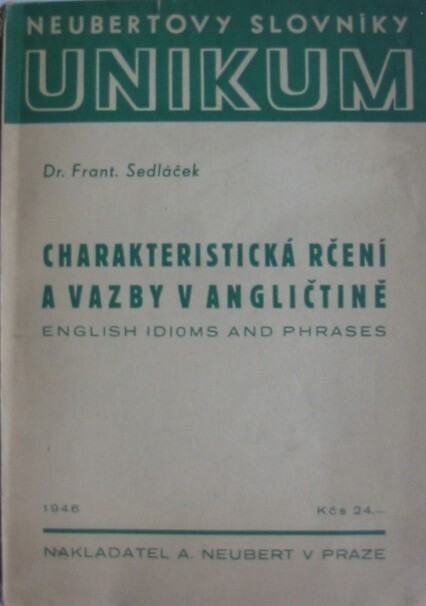 NEUBERTOVY SLOVNÍKY
UNIKUM
Dr. Frant. Sedláček
CHARAKTERISTICKÁ RČENÍ
A VAZBY V ANGLIČTINĚ
ENGLISH IDIOMS AND PHRASES
1946 Kčs 24.—
NAKLADATEL A. NEUBERT V PRAZE